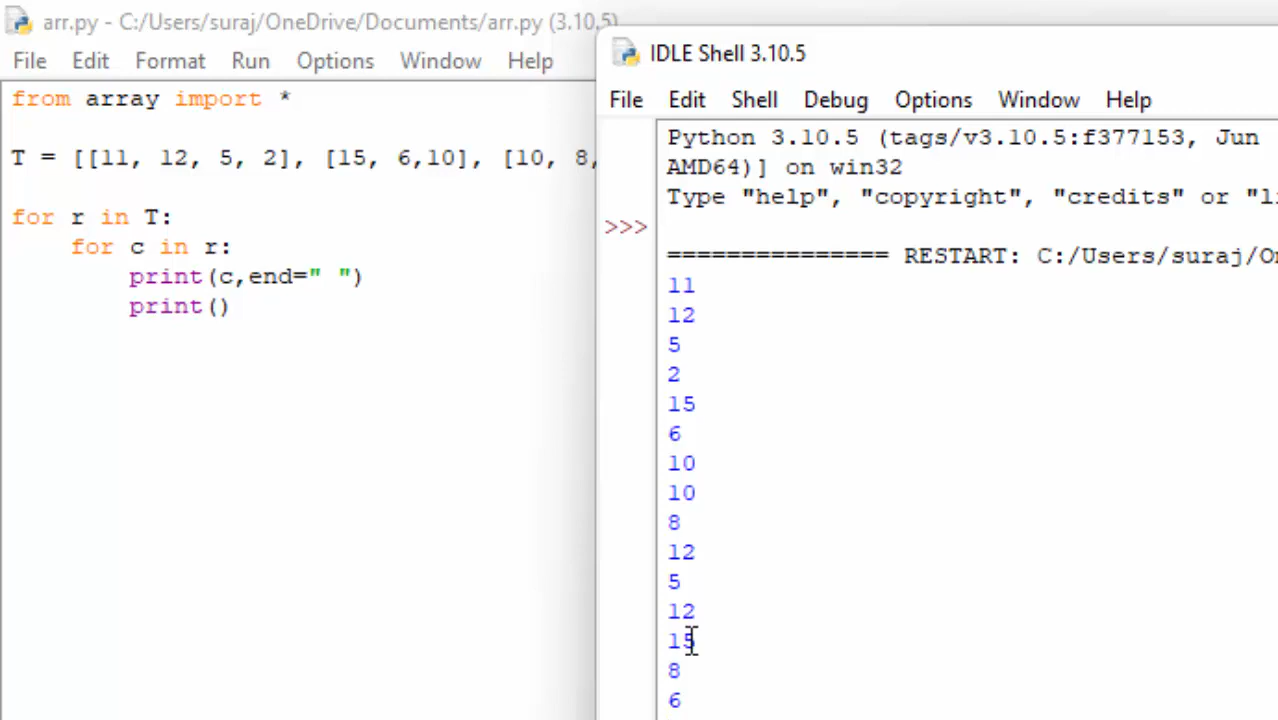 arr.py - C:/Users/suraj/OneDrive/Documents/arr.py (3.10.5)
File Edit Format Run Options Window Help
from array import *
T = [[11, 12, 5, 2], [15, 6,10], [10, 8,
for r in T:
for c in r:
print(c,end=" ")
print()
IDLE Shell 3.10.5
File Edit Shell Debug Options Window Help
Python 3.10.5 (tags/v3.10.5:f377153, Jun
AMD64)] on win32
Type "help", "copyright", "credits" or "li
>>>
=============== RESTART: C:/Users/suraj/On
11
12
5
2
15
6
10
10
8
12
5
12
15
8
6